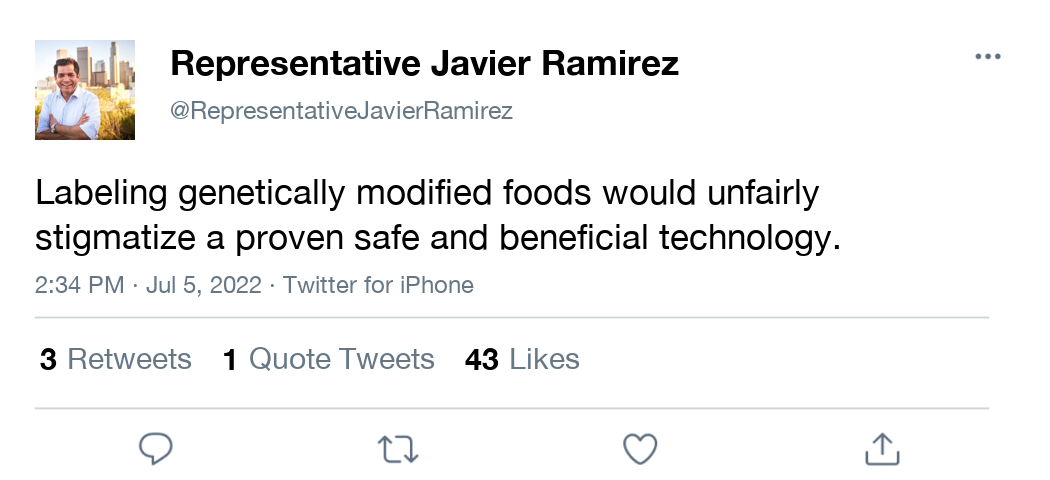 Representative Javier Ramirez
@RepresentativeJavierRamirez
Labeling genetically modified foods would unfairly
stigmatize a proven safe and beneficial technology.
2:34 PM · Jul 5, 2022 · Twitter for iPhone
3 Retweets 1 Quote Tweets 43 Likes